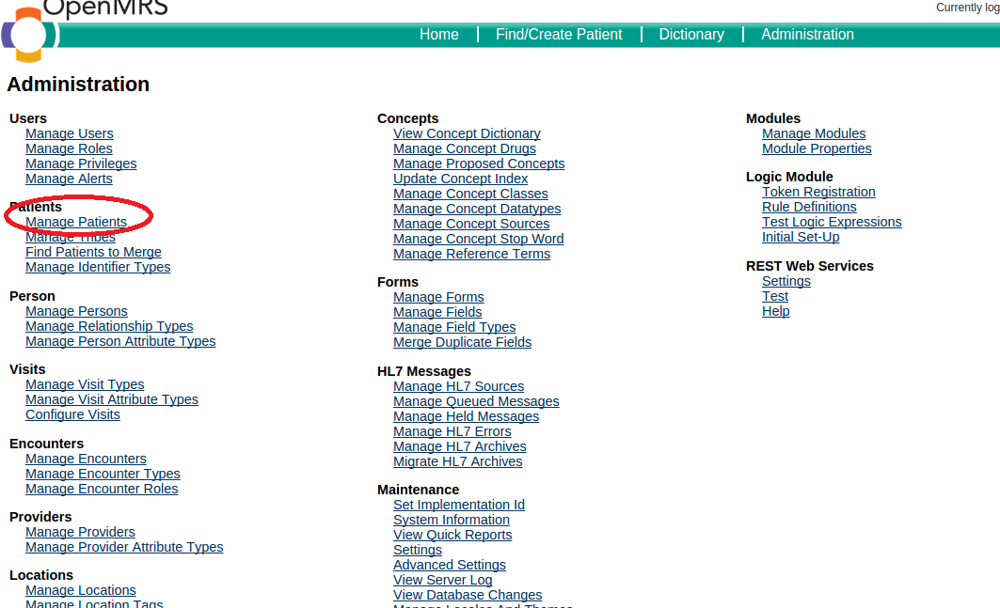 OpenMRS
Currently log
Home
Find/Create Patient
Dictionary
Administration
Administration
Users
Manage Users
Manage Roles
Manage Privileges
Manage Alerts
Patients
Manage Patients
Manage Tribes
Find Patients to Merge
Manage Identifier Types
Person
Manage Persons
Manage Relationship Types
Manage Person Attribute Types
Visits
Manage Visit Types
Manage Visit Attribute Types
Configure Visits
Encounters
Manage Encounters
Manage Encounter Types
Manage Encounter Roles
Providers
Manage Providers
Manage Provider Attribute Types
Locations
Manage Locations
Manage Location Tags
Concepts
View Concept Dictionary
Manage Concept Drugs
Manage Proposed Concepts
Update Concept Index
Manage Concept Classes
Manage Concept Datatypes
Manage Concept Sources
Manage Concept Stop Word
Manage Reference Terms
Forms
Manage Forms
Manage Fields
Manage Field Types
Merge Duplicate Fields
HL7 Messages
Manage HL7 Sources
Manage Queued Messages
Manage Held Messages
Manage HL7 Errors
Manage HL7 Archives
Migrate HL7 Archives
Maintenance
Set Implementation Id
System Information
View Quick Reports
Settings
Advanced Settings
View Server Log
View Database Changes
Manage Locales And Themes
Modules
Manage Modules
Module Properties
Logic Module
Token Registration
Rule Definitions
Test Logic Expressions
Initial Set-Up
REST Web Services
Settings
Test
Help